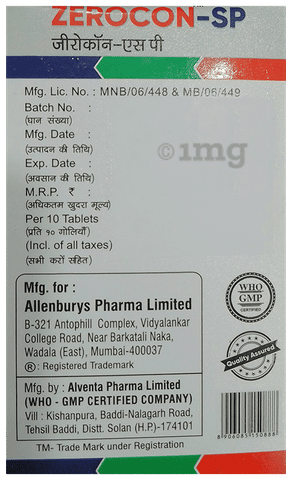 ZEROCON-SP
जीरोकॉन-एस पी
Mfg. Lic. No. : MNB/06/448 & MB/06/449
Batch No. :
(घान संख्या)
Mfg. Date :
(उत्पादन की तिथि)
Exp. Date :
(अवसान की तिथि)
M.R.P. ₹ :
(अधिकतम खुदरा मूल्य)
Per 10 Tablets
(प्रति १० गोलियाँ)
(Incl. of all taxes)
(सभी करों सहित)
©1mg
Mfg. for :
Allenburys Pharma Limited
B-321 Antophill Complex, Vidyalankar
College Road, Near Barkatali Naka,
Wadala (East), Mumbai-400037
®: Registered Trademark
WHO
GMP
CERTIFIED
Quality Assured
Mfg. by : Alventa Pharma Limited
(WHO - GMP CERTIFIED COMPANY)
Vill : Kishanpura, Baddi-Nalagarh Road,
Tehsil Baddi, Distt. Solan (H.P.)-174101
TM- Trade Mark under Registration
8906085150866